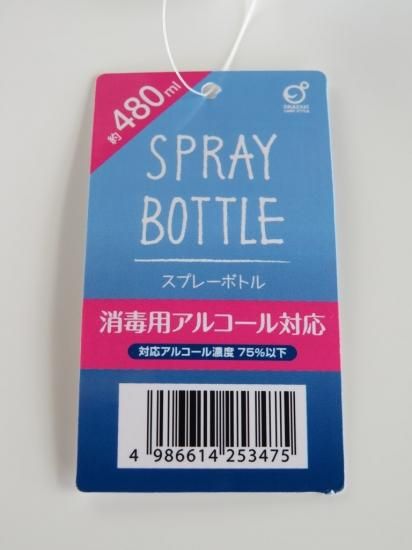 約480ml
SPRAY
BOTTLE
スプレーボトル
消毒用アルコール対応
対応アルコール濃度 75%以下
4 986614 253475